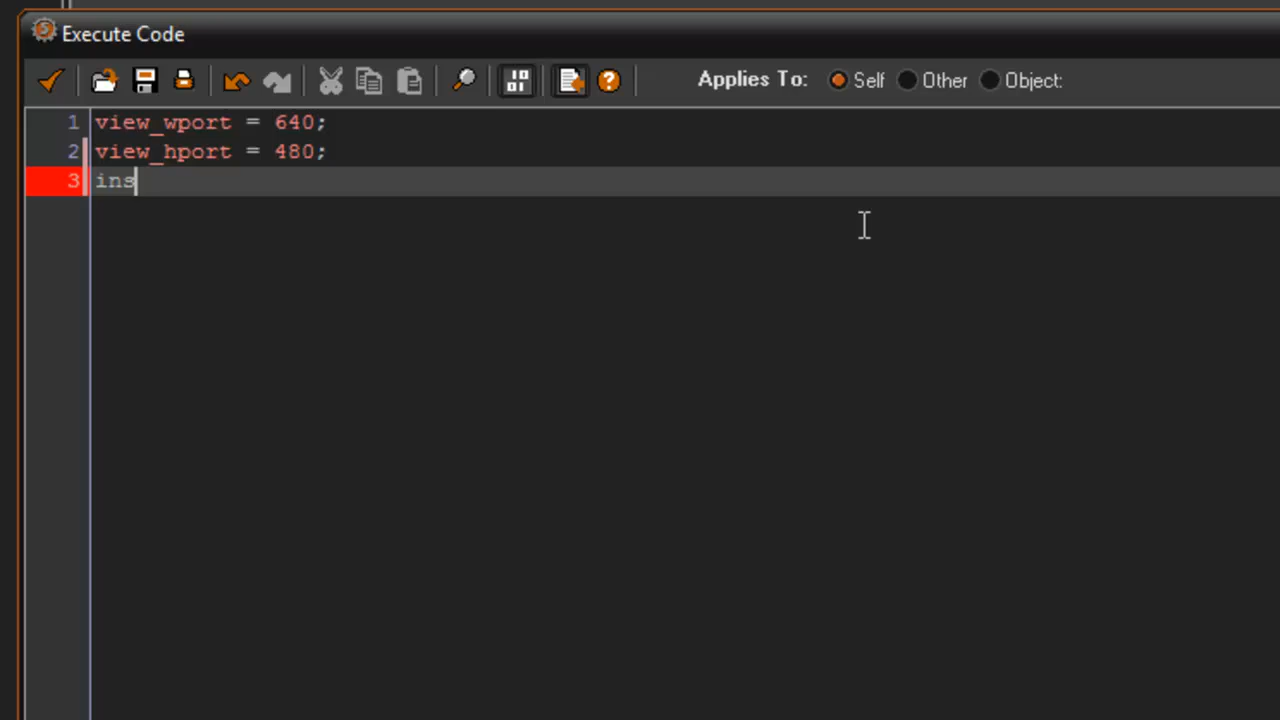 Execute Code
Applies To: Self Other Object:
1 view_wport = 640;
2 view_hport = 480;
3 ins